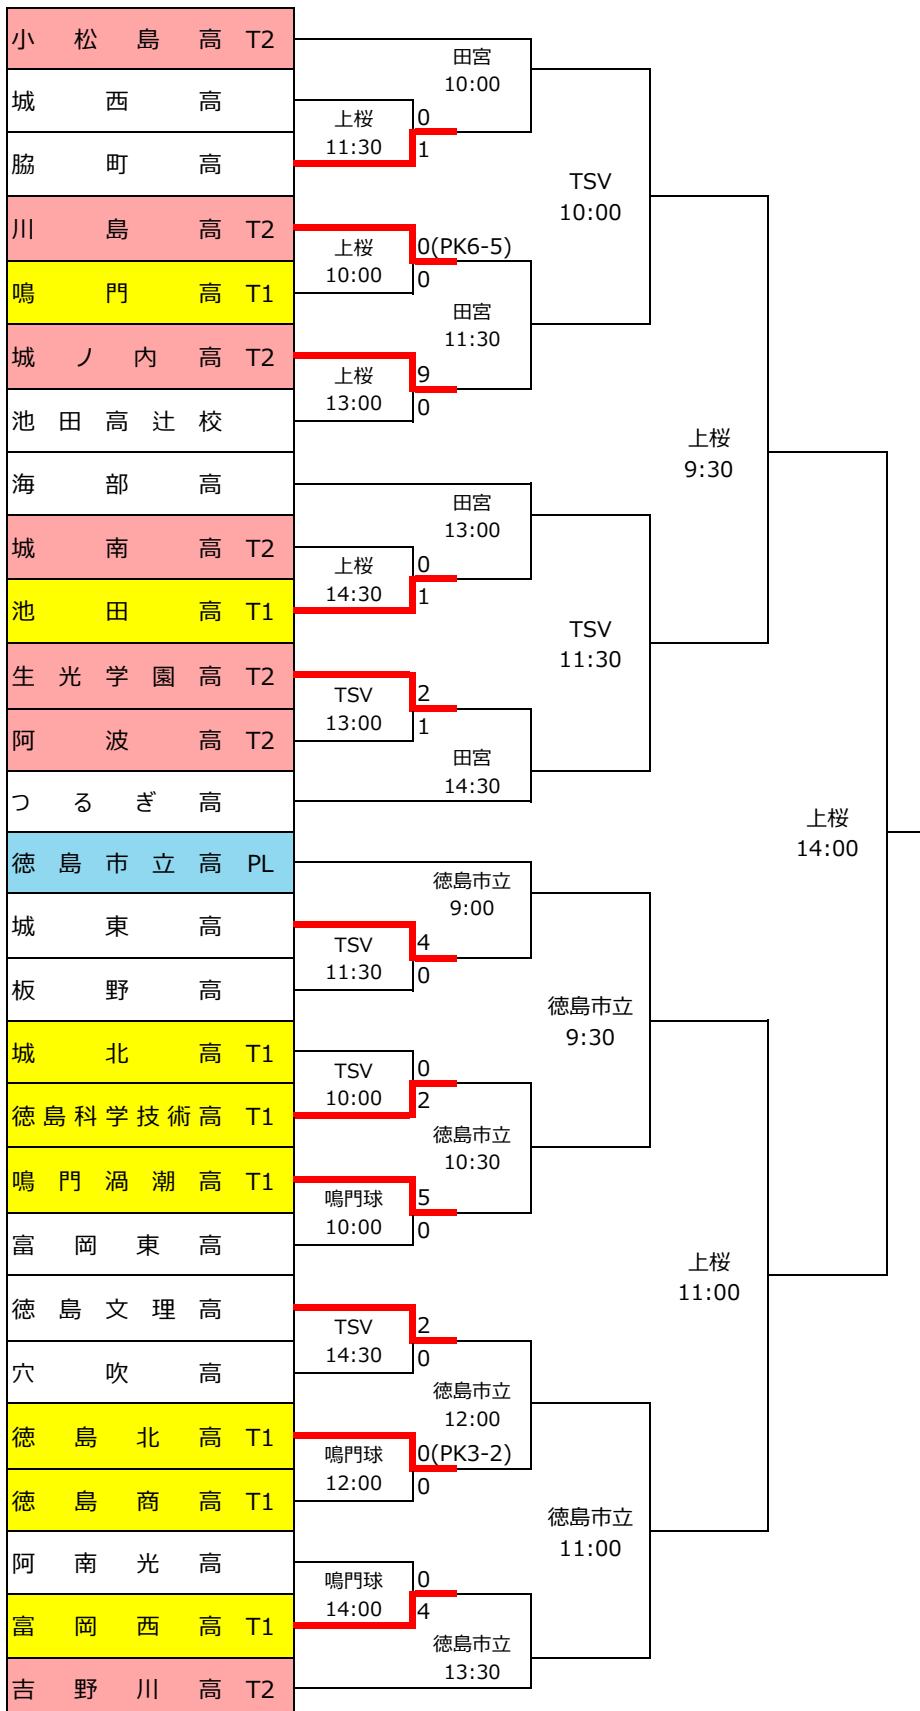 小松島高 T2
城西高
脇町高
川島高 T2
鳴門高 T1
城ノ内高 T2
池田高辻校
海部高
城南高 T2
池田高 T1
生光学園高 T2
阿波高 T2
つるぎ高
徳島市立高 PL
城東高
板野高
城北高 T1
徳島科学技術高 T1
鳴門渦潮高 T1
富岡東高
徳島文理高
穴吹高
徳島北高 T1
徳島商高 T1
阿南光高
富岡西高 T1
吉野川高 T2
上桜
11:30
0
1
上桜
10:00
0(PK6-5)
0
上桜
13:00
9
0
上桜
14:30
0
1
TSV
13:00
2
1
TSV
11:30
4
0
TSV
10:00
0
2
鳴門球
10:00
5
0
TSV
14:30
2
0
鳴門球
12:00
0(PK3-2)
0
鳴門球
14:00
0
4
田宮
10:00
田宮
11:30
田宮
13:00
田宮
14:30
徳島市立
9:00
徳島市立
10:30
徳島市立
12:00
徳島市立
13:30
TSV
10:00
TSV
11:30
徳島市立
9:30
徳島市立
11:00
上桜
9:30
上桜
11:00
上桜
14:00